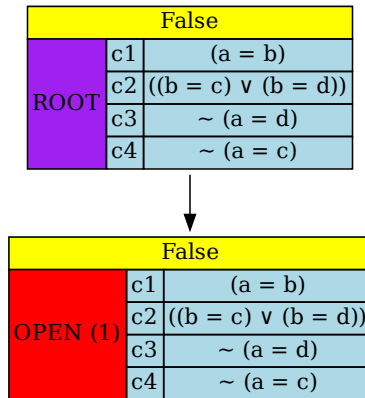 False
ROOT
c1 (a = b)
c2 ((b = c) ∨ (b = d))
c3 ~ (a = d)
c4 ~ (a = c)
False
OPEN (1)
c1 (a = b)
c2 ((b = c) ∨ (b = d))
c3 ~ (a = d)
c4 ~ (a = c)